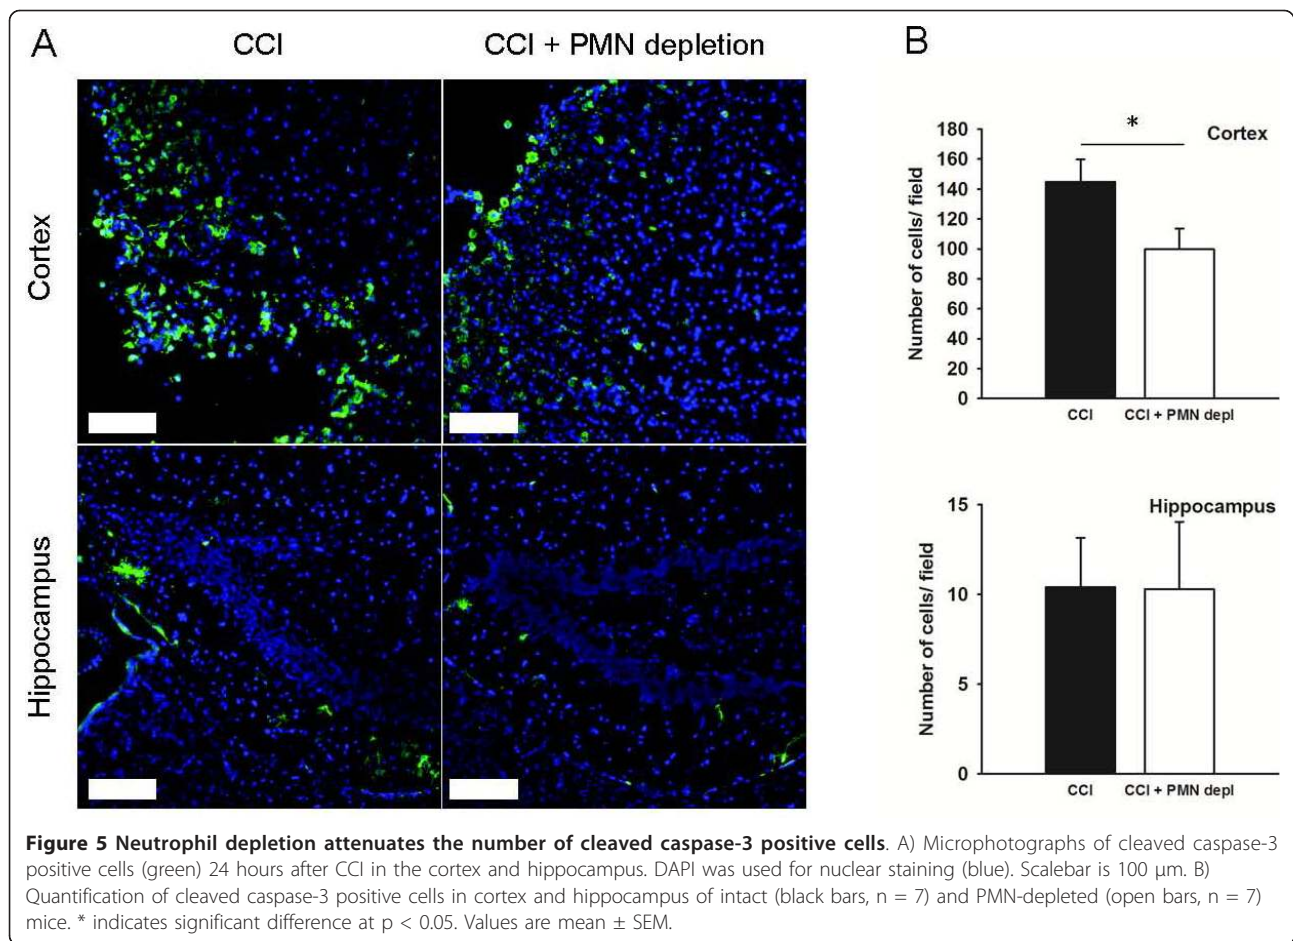 A
CCI
CCI + PMN depletion
Cortex
Hippocampus
B
Number of cells/ field
180
160
140
120
100
80
60
40
20
0
*
Cortex
CCI
CCI + PMN depl
Number of cells/ field
15
10
5
0
Hippocampus
CCI
CCI + PMN depl
Figure 5 Neutrophil depletion attenuates the number of cleaved caspase-3 positive cells. A) Microphotographs of cleaved caspase-3
positive cells (green) 24 hours after CCI in the cortex and hippocampus. DAPI was used for nuclear staining (blue). Scalebar is 100 μm. B)
Quantification of cleaved caspase-3 positive cells in cortex and hippocampus of intact (black bars, n = 7) and PMN-depleted (open bars, n = 7)
mice. * indicates significant difference at p < 0.05. Values are mean ± SEM.